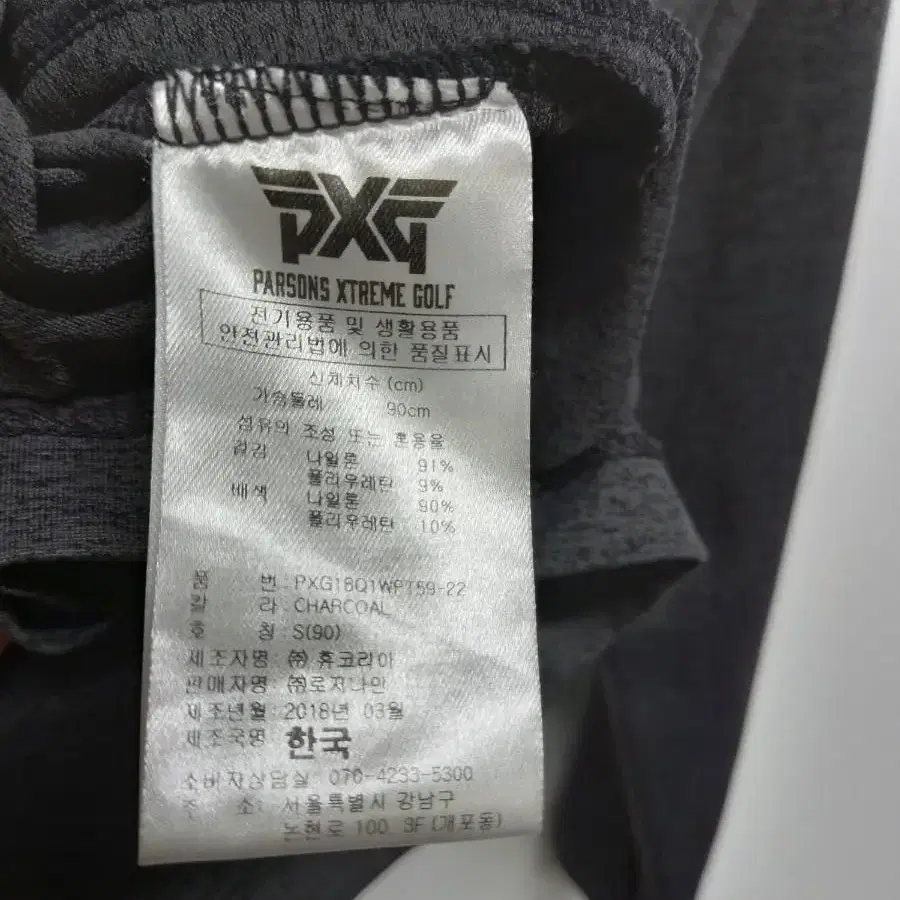 PXG
PARSONS XTREME GOLF
전기용품 및 생활용품
안전관리법에 의한 품질표시
신체치수 (cm)
가슴둘레 90cm
섬유의 조성 또는 혼용율
겉감 나일론 91%
폴리우레탄 9%
배색 나일론 90%
폴리우레탄 10%
품 번: PXG18Q1WPT59-22
칼 라: CHARCOAL
호 칭: S(90)
제조자명: ㈜ 휴코리아
판매자명: ㈜로저나인
제조년월: 2018년 03월
제조국명: 한국
소비자상담실 070-4233-5300
주 소: 서울특별시 강남구
논현로 100 3F (개포동)